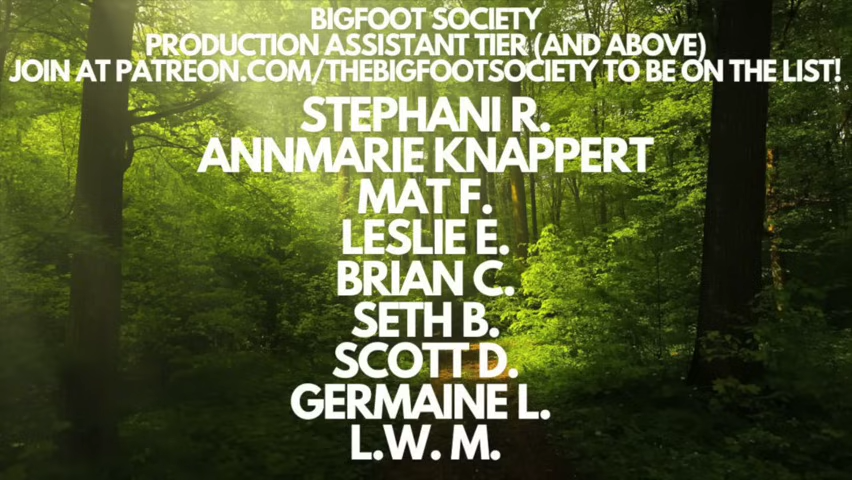 BIGFOOT SOCIETY
PRODUCTION ASSISTANT TIER (AND ABOVE)
JOIN AT PATREON.COM/THEBIGFOOTSOCIETY TO BE ON THE LIST!
STEPHANI R.
ANNMARIE KNAPPERT
MAT F.
LESLIE E.
BRIAN C.
SETH B.
SCOTT D.
GERMAINE L.
L.W. M.